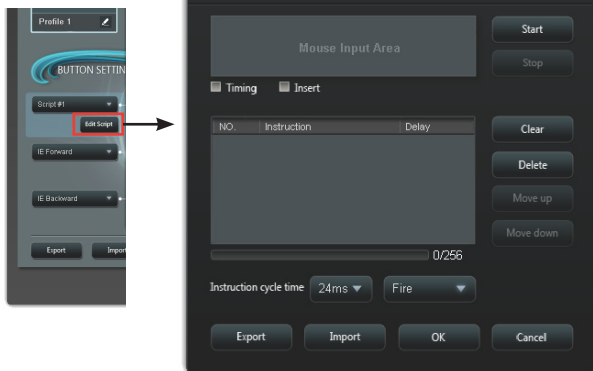 Profile 1
BUTTON SETTIN
Script #1
Edit Script
IE Forward
IE Backward
Export Import
Mouse Input Area
Start
Stop
Timing Insert
NO. Instruction Delay
Clear
Delete
Move up
Move down
0/256
Instruction cycle time 24ms Fire
Export Import OK Cancel